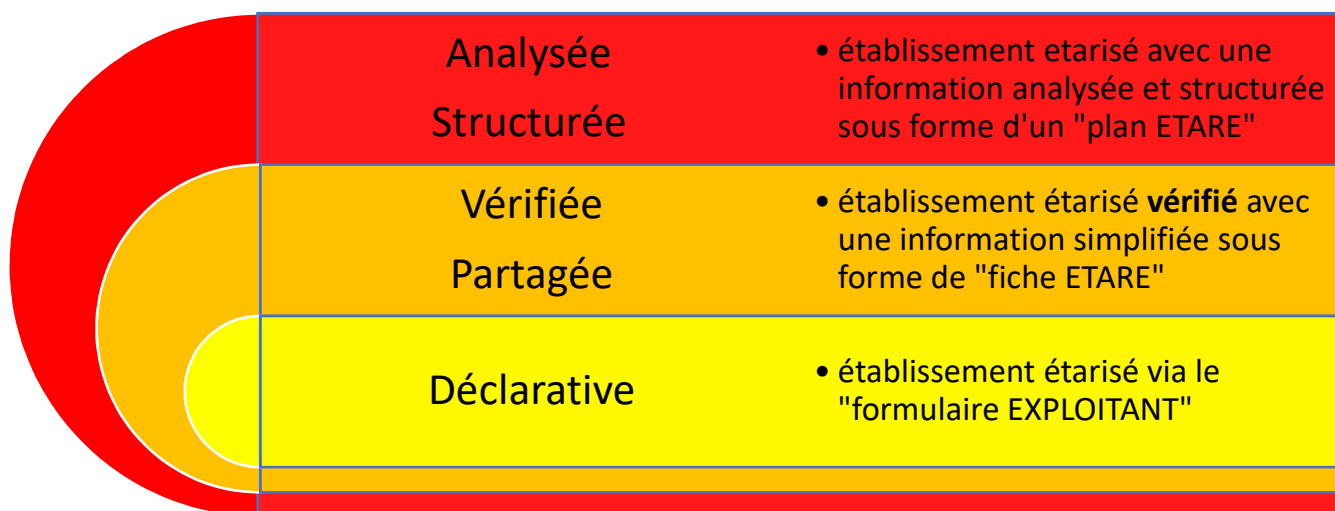 Analysée
Structurée
• établissement etarisé avec une
information analysée et structurée
sous forme d'un "plan ETARE"
Vérifiée
Partagée
• établissement étarisé vérifié avec
une information simplifiée sous
forme de "fiche ETARE"
Déclarative
• établissement étarisé via le
"formulaire EXPLOITANT"